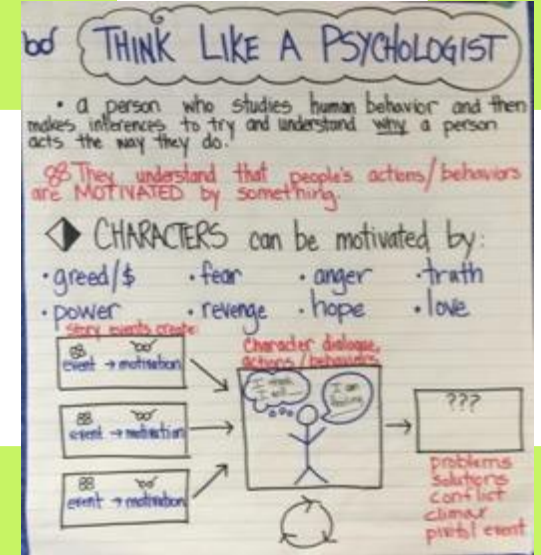 THINK LIKE A PSYCHOLOGIST
• a person who studies human behavior and then
makes inferences to try and understand why a person
acts the way they do.
They understand that people's actions/behaviors
are MOTIVATED by something.
CHARACTERS can be motivated by:
•greed/$ •fear •anger •truth
•power •revenge •hope •love
story events create:
Character dialogue,
actions/behaviors
event → motivation
event → motivation
event → motivation
I think
I will
I am
feeling
???
problems
solutions
conflict
climax
pivotal event